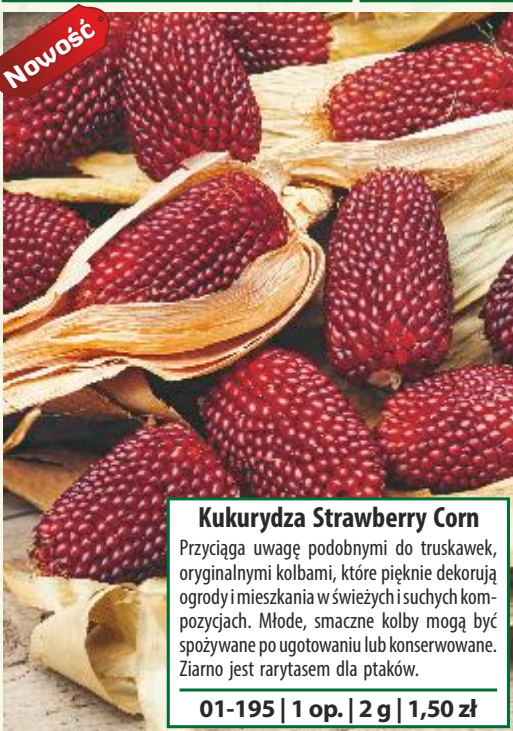 Nowość
Kukurydza Strawberry Corn
Przyciąga uwagę podobnymi do truskawek,
oryginalnymi kolbami, które pięknie dekorują
ogrody i mieszkania w świeżych i suchych kom-
pozycjach. Młode, smaczne kolby mogą być
spożywane po ugotowaniu lub konserwowane.
Ziarno jest rarytasem dla ptaków.
01-195 | 1 op. | 2 g | 1,50 zł